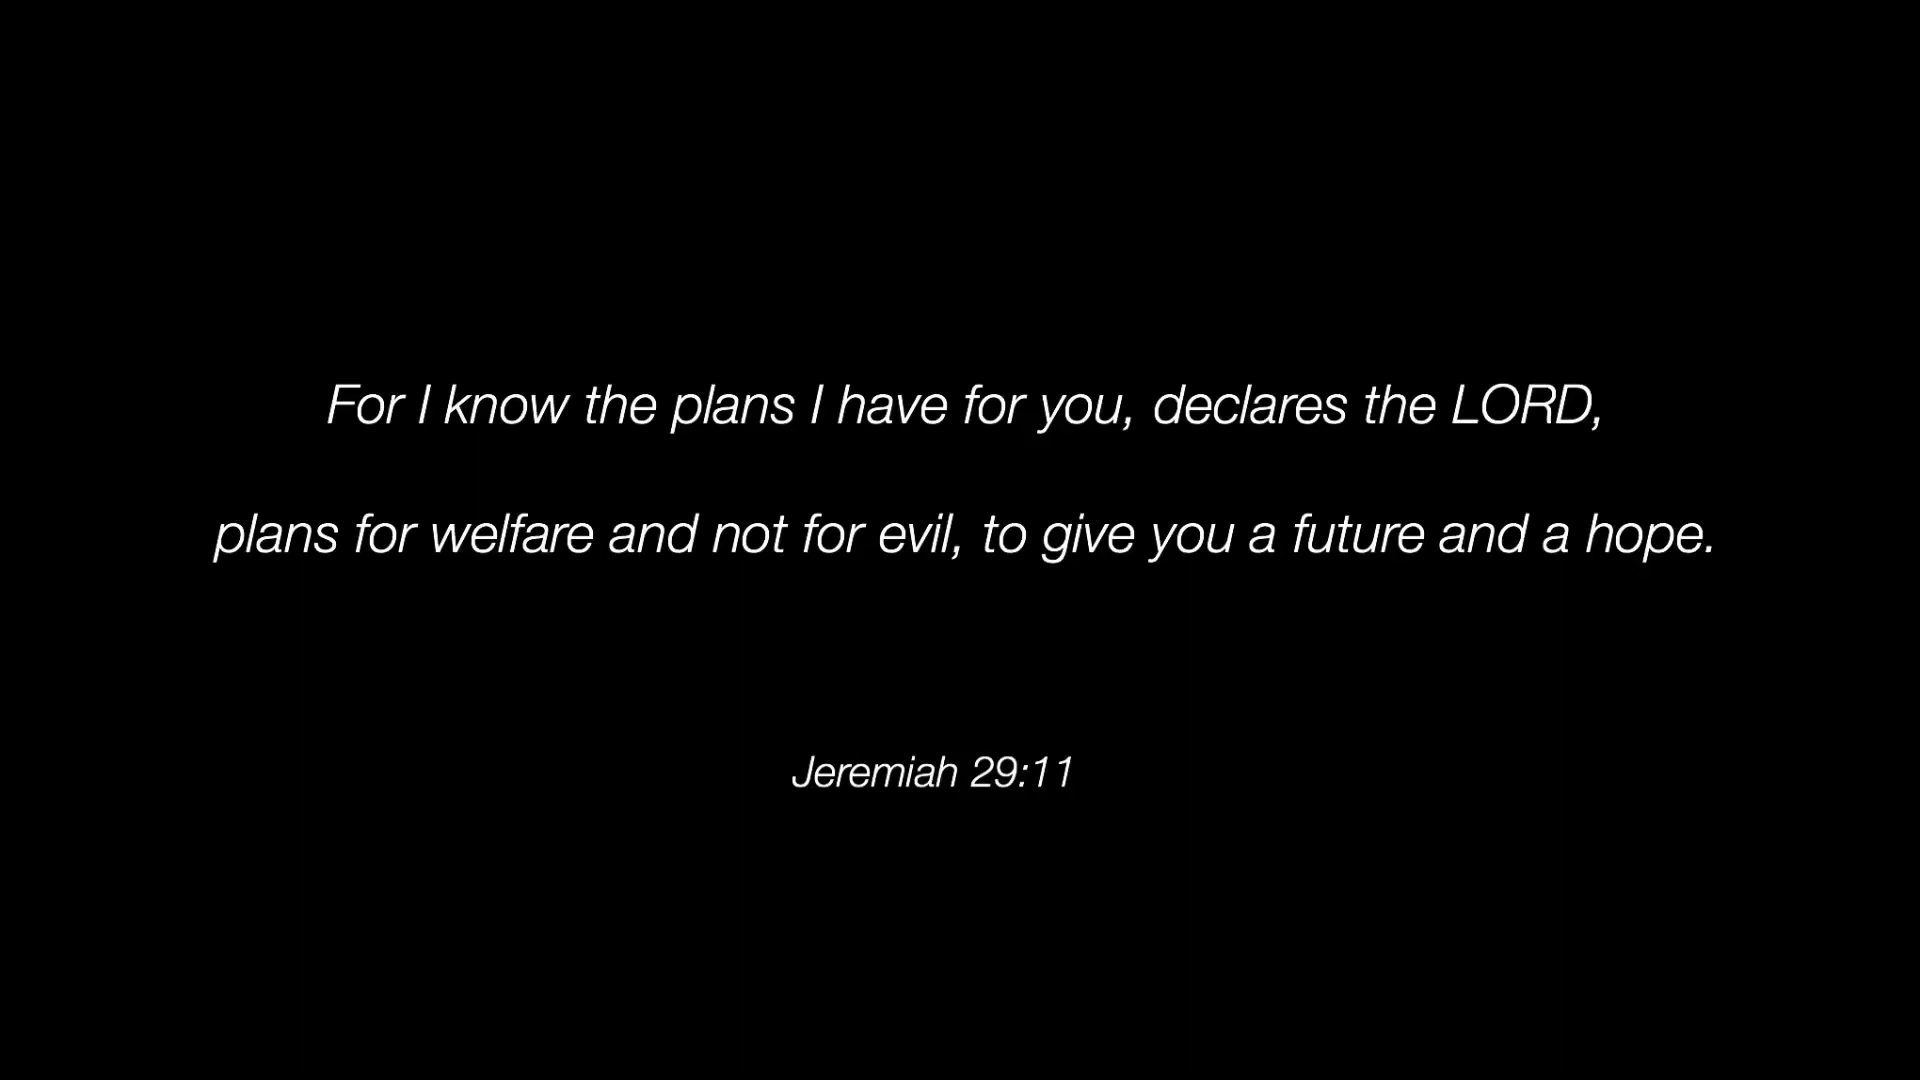 For I know the plans I have for you, declares the LORD,
plans for welfare and not for evil, to give you a future and a hope.
Jeremiah 29:11